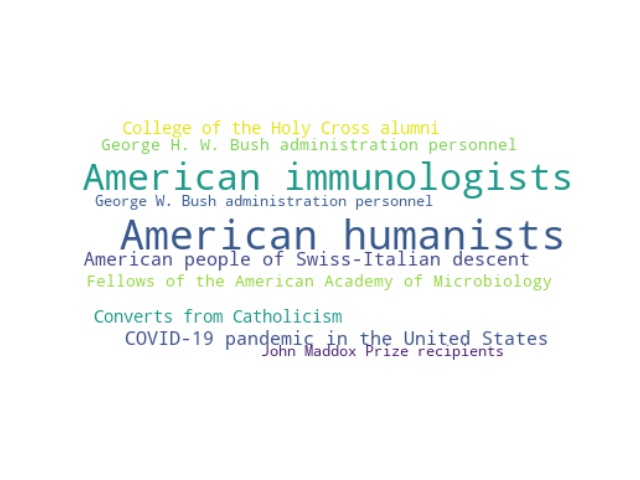 College of the Holy Cross alumni
George H. W. Bush administration personnel
American immunologists
George W. Bush administration personnel
American humanists
American people of Swiss-Italian descent
Fellows of the American Academy of Microbiology
Converts from Catholicism
COVID-19 pandemic in the United States
John Maddox Prize recipients